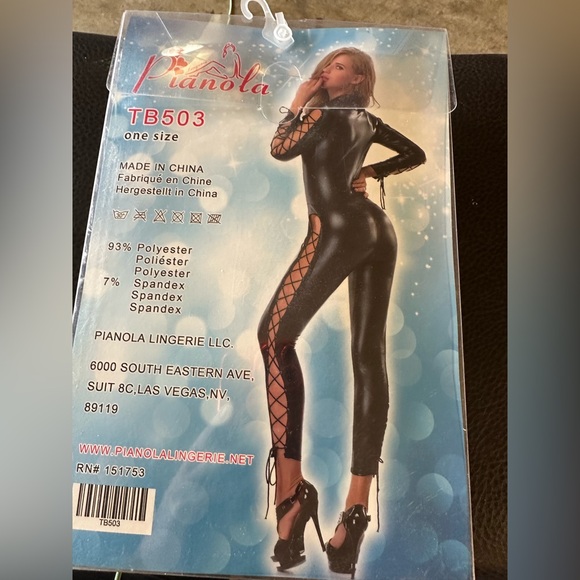 Pianola
TB503
one size
MADE IN CHINA
Fabriqué en Chine
Hergestellt in China
93% Polyester
Poliéster
Polyester
7% Spandex
Spandex
Spandex
PIANOLA LINGERIE LLC.
6000 SOUTH EASTERN AVE,
SUIT 8C,LAS VEGAS,NV,
89119
WWW.PIANOLALINGERIE.NET
RN# 151753
TB503